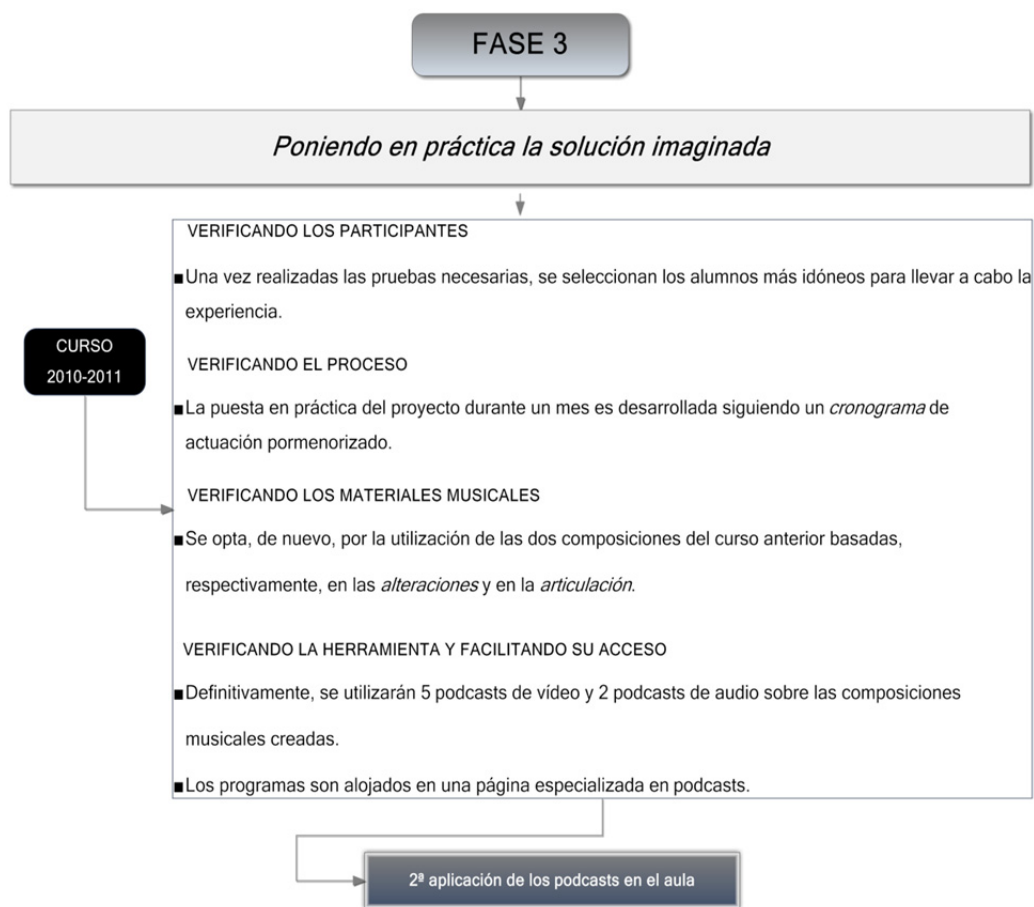 FASE 3
Poniendo en práctica la solución imaginada
VERIFICANDO LOS PARTICIPANTES
■Una vez realizadas las pruebas necesarias, se seleccionan los alumnos más idóneos para llevar a cabo la
experiencia.
CURSO
2010-2011
VERIFICANDO EL PROCESO
■La puesta en práctica del proyecto durante un mes es desarrollada siguiendo un cronograma de
actuación pormenorizado.
VERIFICANDO LOS MATERIALES MUSICALES
■Se opta, de nuevo, por la utilización de las dos composiciones del curso anterior basadas,
respectivamente, en las alteraciones y en la articulación.
VERIFICANDO LA HERRAMIENTA Y FACILITANDO SU ACCESO
■Definitivamente, se utilizarán 5 podcasts de vídeo y 2 podcasts de audio sobre las composiciones
musicales creadas.
■Los programas son alojados en una página especializada en podcasts.
2ª aplicación de los podcasts en el aula